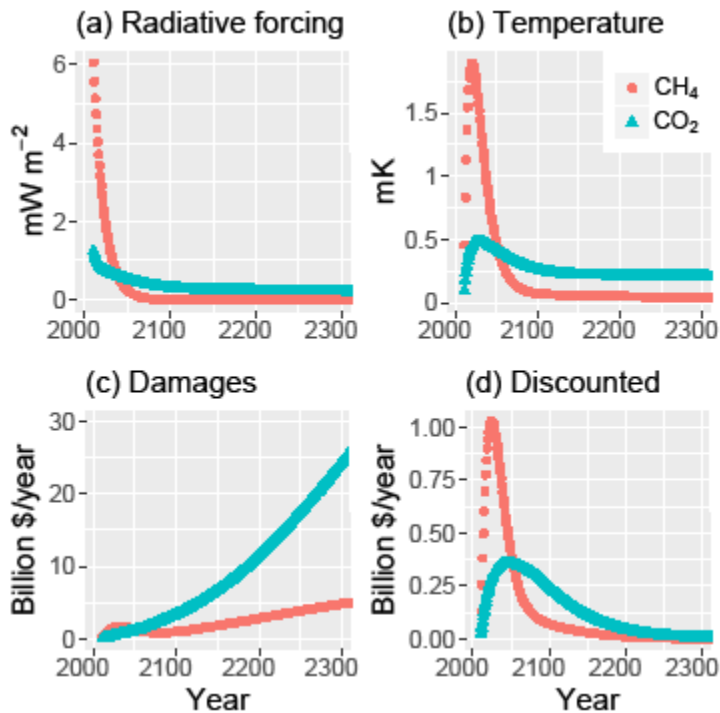 (a) Radiative forcing
6
4
2
0
mW m⁻²
2000 2100 2200 2300
(b) Temperature
1.5
1
0.5
0
mK
CH₄
CO₂
2000 2100 2200 2300
(c) Damages
30
20
10
0
Billion $/year
2000 2100 2200 2300
Year
(d) Discounted
1.00
0.75
0.50
0.25
0.00
Billion $/year
2000 2100 2200 2300
Year